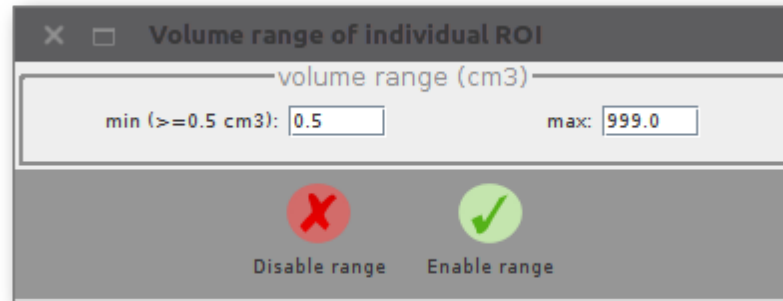 Volume range of individual ROI
volume range (cm3)
min (>=0.5 cm3): 0.5 max: 999.0
Disable range Enable range